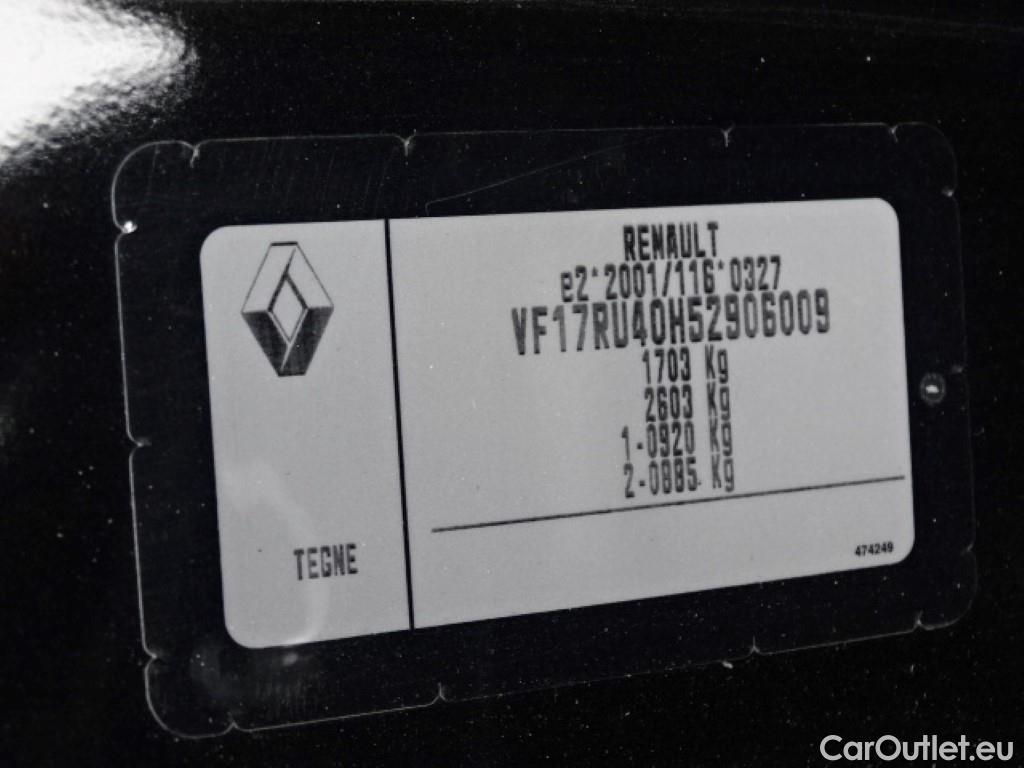 RENAULT
e2*2001/116*0327
VF17RU40H52906009
1703 Kg
2603 Kg
1-0920 Kg
2-0885 Kg
TEGNE
474249
CarOutlet.eu